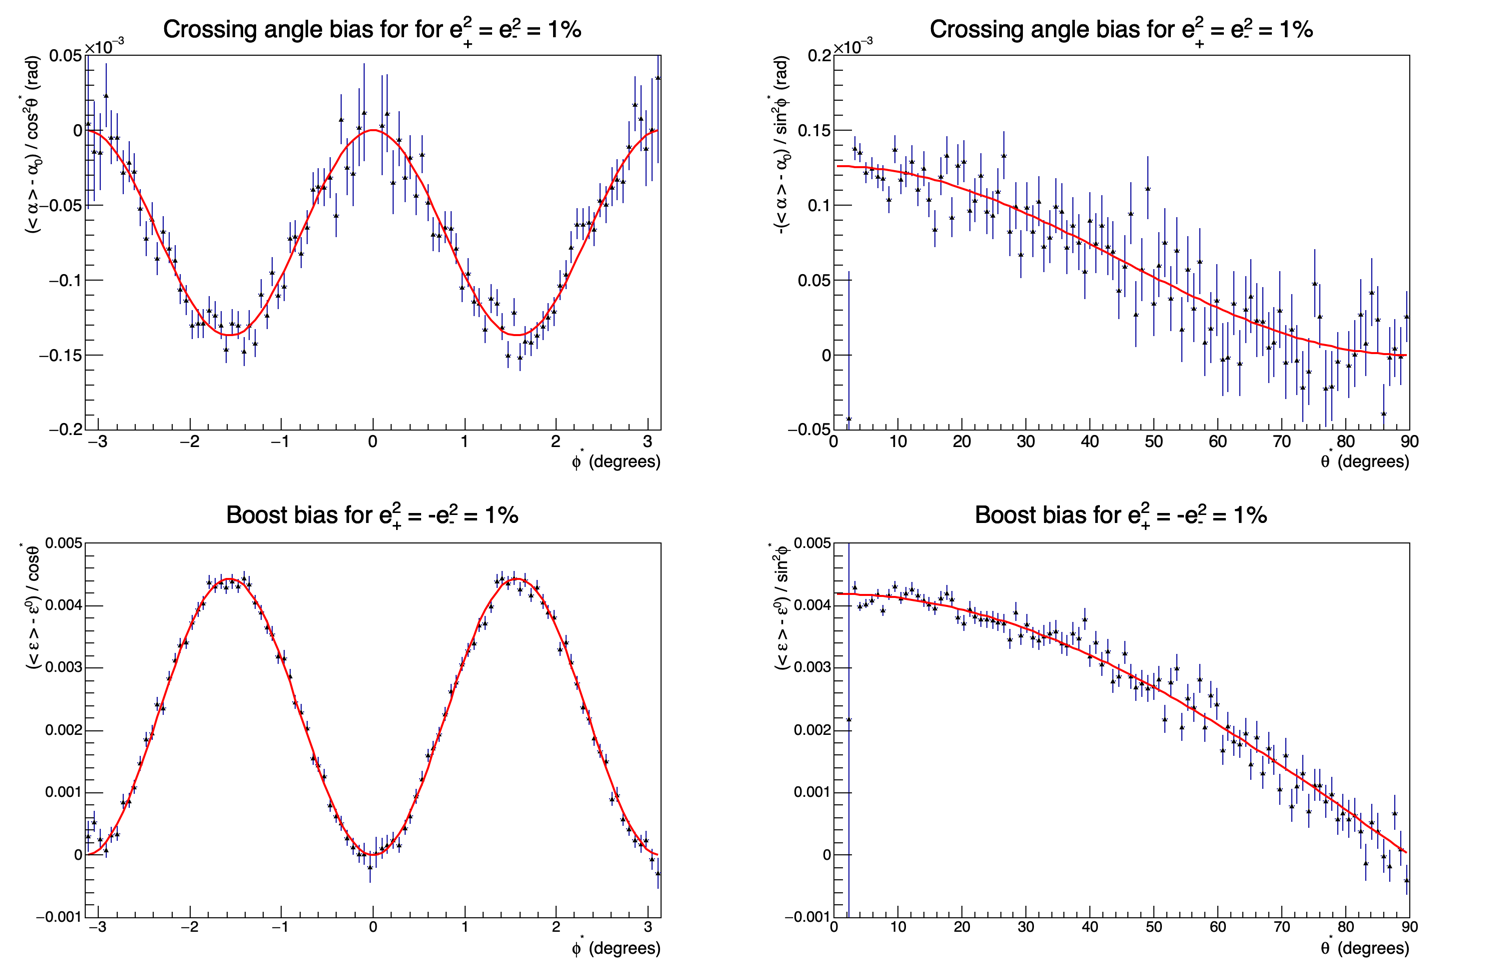 Crossing angle bias for for e₊² = e₋² = 1%
×10⁻³
(< α > - α₀) / cos²θ* (rad)
0.05
0
−0.05
−0.1
−0.15
−0.2
−3 −2 −1 0 1 2 3
ϕ* (degrees)
Crossing angle bias for e₊² = e₋² = 1%
×10⁻³
-(< α > - α₀) / sin²ϕ* (rad)
0.2
0.15
0.1
0.05
0
−0.05
0 10 20 30 40 50 60 70 80 90
θ* (degrees)
Boost bias for e₊² = -e₋² = 1%
(< ε > - ε⁰) / cosθ*
0.005
0.004
0.003
0.002
0.001
0
−0.001
−3 −2 −1 0 1 2 3
ϕ* (degrees)
Boost bias for e₊² = -e₋² = 1%
(< ε > - ε⁰) / sin²ϕ*
0.005
0.004
0.003
0.002
0.001
0
−0.001
0 10 20 30 40 50 60 70 80 90
θ* (degrees)